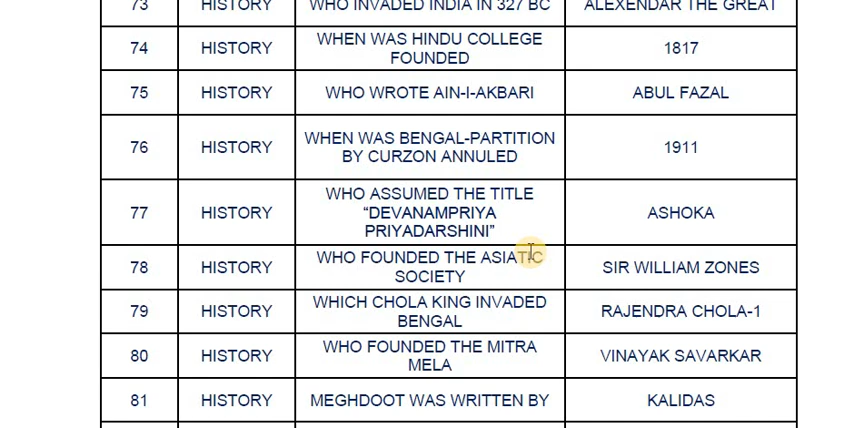 73 HISTORY WHO INVADED INDIA IN 327 BC ALEXENDAR THE GREAT
74 HISTORY WHEN WAS HINDU COLLEGE
FOUNDED 1817
75 HISTORY WHO WROTE AIN-I-AKBARI ABUL FAZAL
76 HISTORY WHEN WAS BENGAL-PARTITION
BY CURZON ANNULED 1911
77 HISTORY WHO ASSUMED THE TITLE
“DEVANAMPRIYA
PRIYADARSHINI” ASHOKA
78 HISTORY WHO FOUNDED THE ASIATIC
SOCIETY SIR WILLIAM ZONES
79 HISTORY WHICH CHOLA KING INVADED
BENGAL RAJENDRA CHOLA-1
80 HISTORY WHO FOUNDED THE MITRA
MELA VINAYAK SAVARKAR
81 HISTORY MEGHDOOT WAS WRITTEN BY KALIDAS